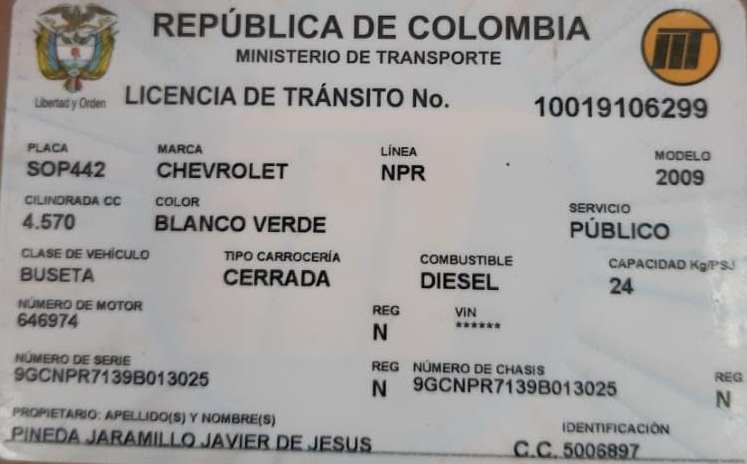 REPÚBLICA DE COLOMBIA
MINISTERIO DE TRANSPORTE
Libertad y Orden
LICENCIA DE TRÁNSITO No. 10019106299
PLACA MARCA LÍNEA MODELO
SOP442 CHEVROLET NPR 2009
CILINDRADA CC COLOR SERVICIO
4.570 BLANCO VERDE PÚBLICO
CLASE DE VEHÍCULO TIPO CARROCERÍA COMBUSTIBLE CAPACIDAD Kg/PSJ
BUSETA CERRADA DIESEL 24
NÚMERO DE MOTOR REG VIN
646974 N ******
NÚMERO DE SERIE REG NÚMERO DE CHASIS REG
9GCNPR7139B013025 N 9GCNPR7139B013025 N
PROPIETARIO: APELLIDO(S) Y NOMBRE(S) IDENTIFICACIÓN
PINEDA JARAMILLO JAVIER DE JESUS C.C. 5006897